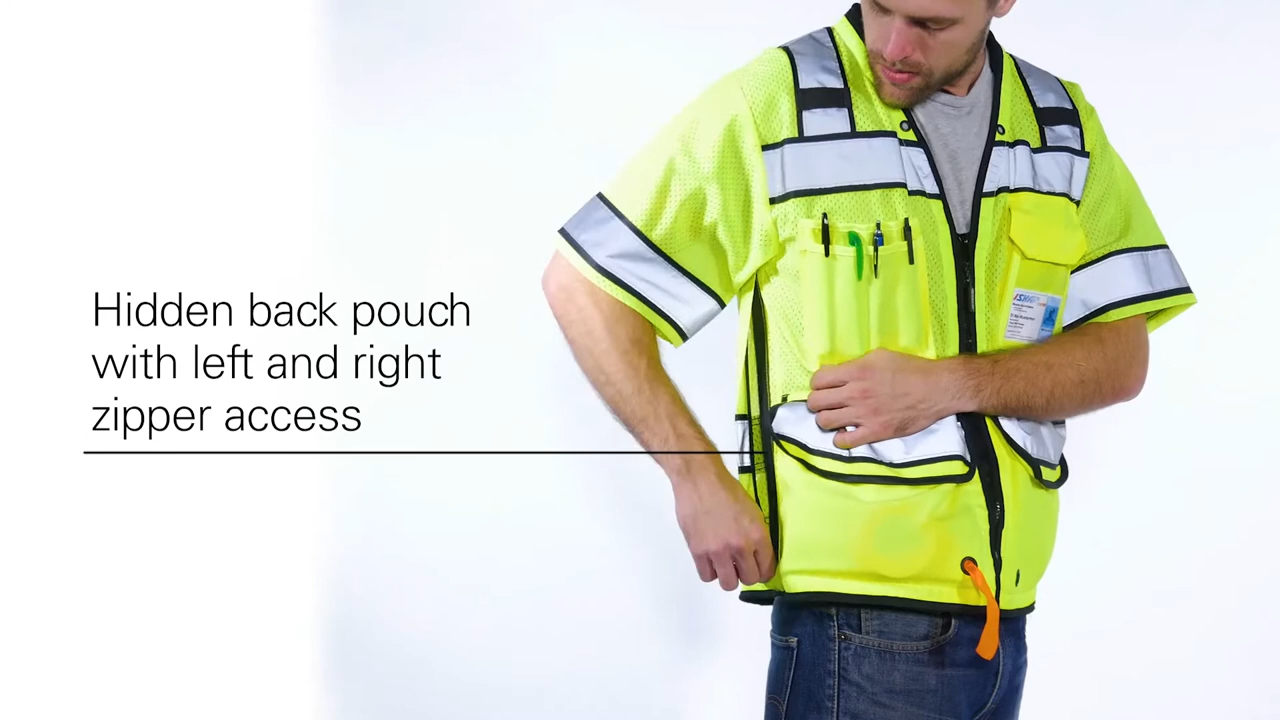 Hidden back pouch
with left and right
zipper access